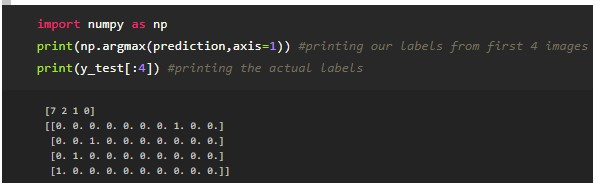 import numpy as np
print(np.argmax(prediction,axis=1)) #printing our labels from first 4 images
print(y_test[:4]) #printing the actual labels
[7 2 1 0]
[[0. 0. 0. 0. 0. 0. 0. 1. 0. 0.]
[0. 0. 1. 0. 0. 0. 0. 0. 0. 0.]
[0. 1. 0. 0. 0. 0. 0. 0. 0. 0.]
[1. 0. 0. 0. 0. 0. 0. 0. 0. 0.]]